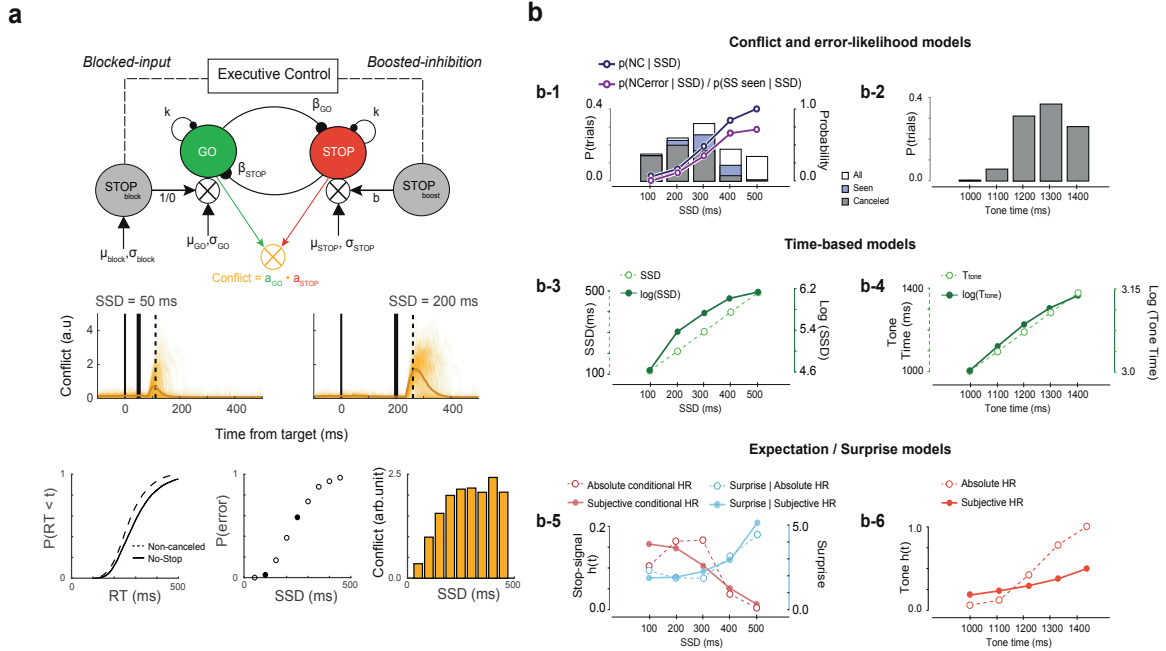 a
Blocked-input
Executive Control
Boosted-inhibition
k
βGO
k
GO
STOP
βSTOP
STOP block
1/0
b
STOP boost
μblock,σblock
μGO,σGO
μSTOP, σSTOP
Conflict = aGO * aSTOP
SSD = 50 ms
SSD = 200 ms
Conflict (a.u)
4
2
0
0
200
400
0
200
400
Time from target (ms)
P(RT < t)
1
0
Non-canceled
No-Stop
0
500
RT (ms)
P(error)
1
0
0
500
SSD (ms)
Conflict (arb.unit)
2.5
0.0
0
500
SSD (ms)
b
Conflict and error-likelihood models
p(NC | SSD)
p(NCerror | SSD) / p(SS seen | SSD)
b-1
P(trials)
0.4
0.0
1.0
0.0
Probability
All
Seen
Canceled
100 200 300 400 500
SSD (ms)
b-2
P(trials)
0.4
0.0
1000 1100 1200 1300 1400
Tone time (ms)
Time-based models
b-3
SSD
log(SSD)
SSD(ms)
500
100
6.2
5.4
4.6
Log (SSD)
100 200 300 400 500
SSD (ms)
b-4
Ttone
log(Ttone)
Tone
Time (ms)
1400
1000
3.15
3.0
Log (Tone Time)
1000 1100 1200 1300 1400
Tone time (ms)
Expectation / Surprise models
Absolute conditional HR
Subjective conditional HR
Surprise | Absolute HR
Surprise | Subjective HR
b-5
Stop-signal
h(t)
0.2
0.0
5.0
0.0
Surprise
100 200 300 400 500
SSD (ms)
b-6
Absolute HR
Subjective HR
Tone h(t)
1.0
0.0
1000 1100 1200 1300 1400
Tone time (ms)